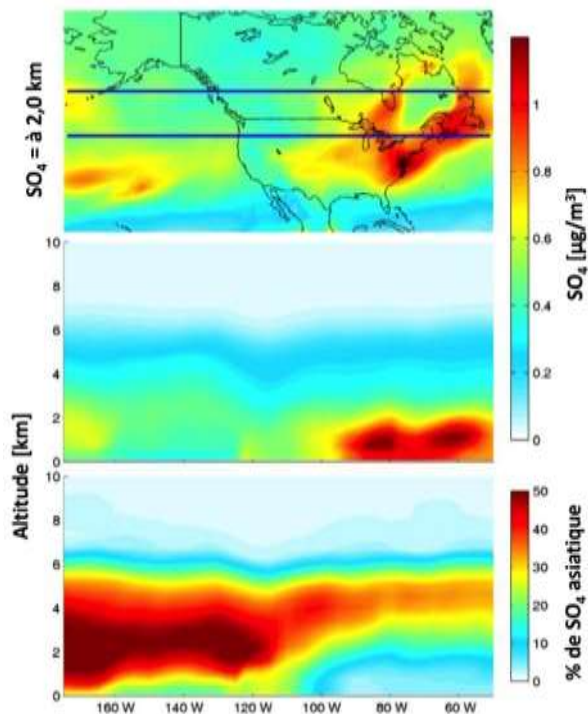 SO₄ = à 2,0 km
1
0.8
0.6
0.4
0.2
0
SO₄ [µg/m³]
10
8
6
4
2
0
Altitude [km]
10
8
6
4
2
0
160 W
140 W
120 W
100 W
80 W
60 W
50
40
30
20
10
0
% de SO₄ asiatique